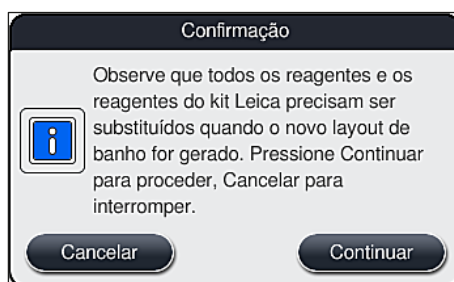 Confirmação
Observe que todos os reagentes e os
reagentes do kit Leica precisam ser
substituídos quando o novo layout de
banho for gerado. Pressione Continuar
para proceder, Cancelar para
interromper.
Cancelar
Continuar